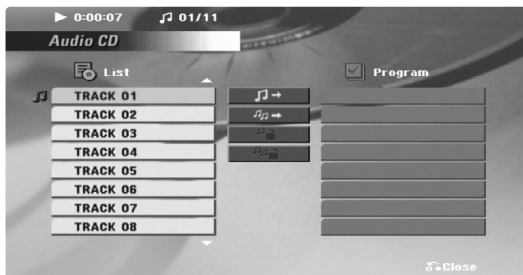 0:00:07 01/11
Audio CD
List Program
TRACK 01
TRACK 02
TRACK 03
TRACK 04
TRACK 05
TRACK 06
TRACK 07
TRACK 08
Close